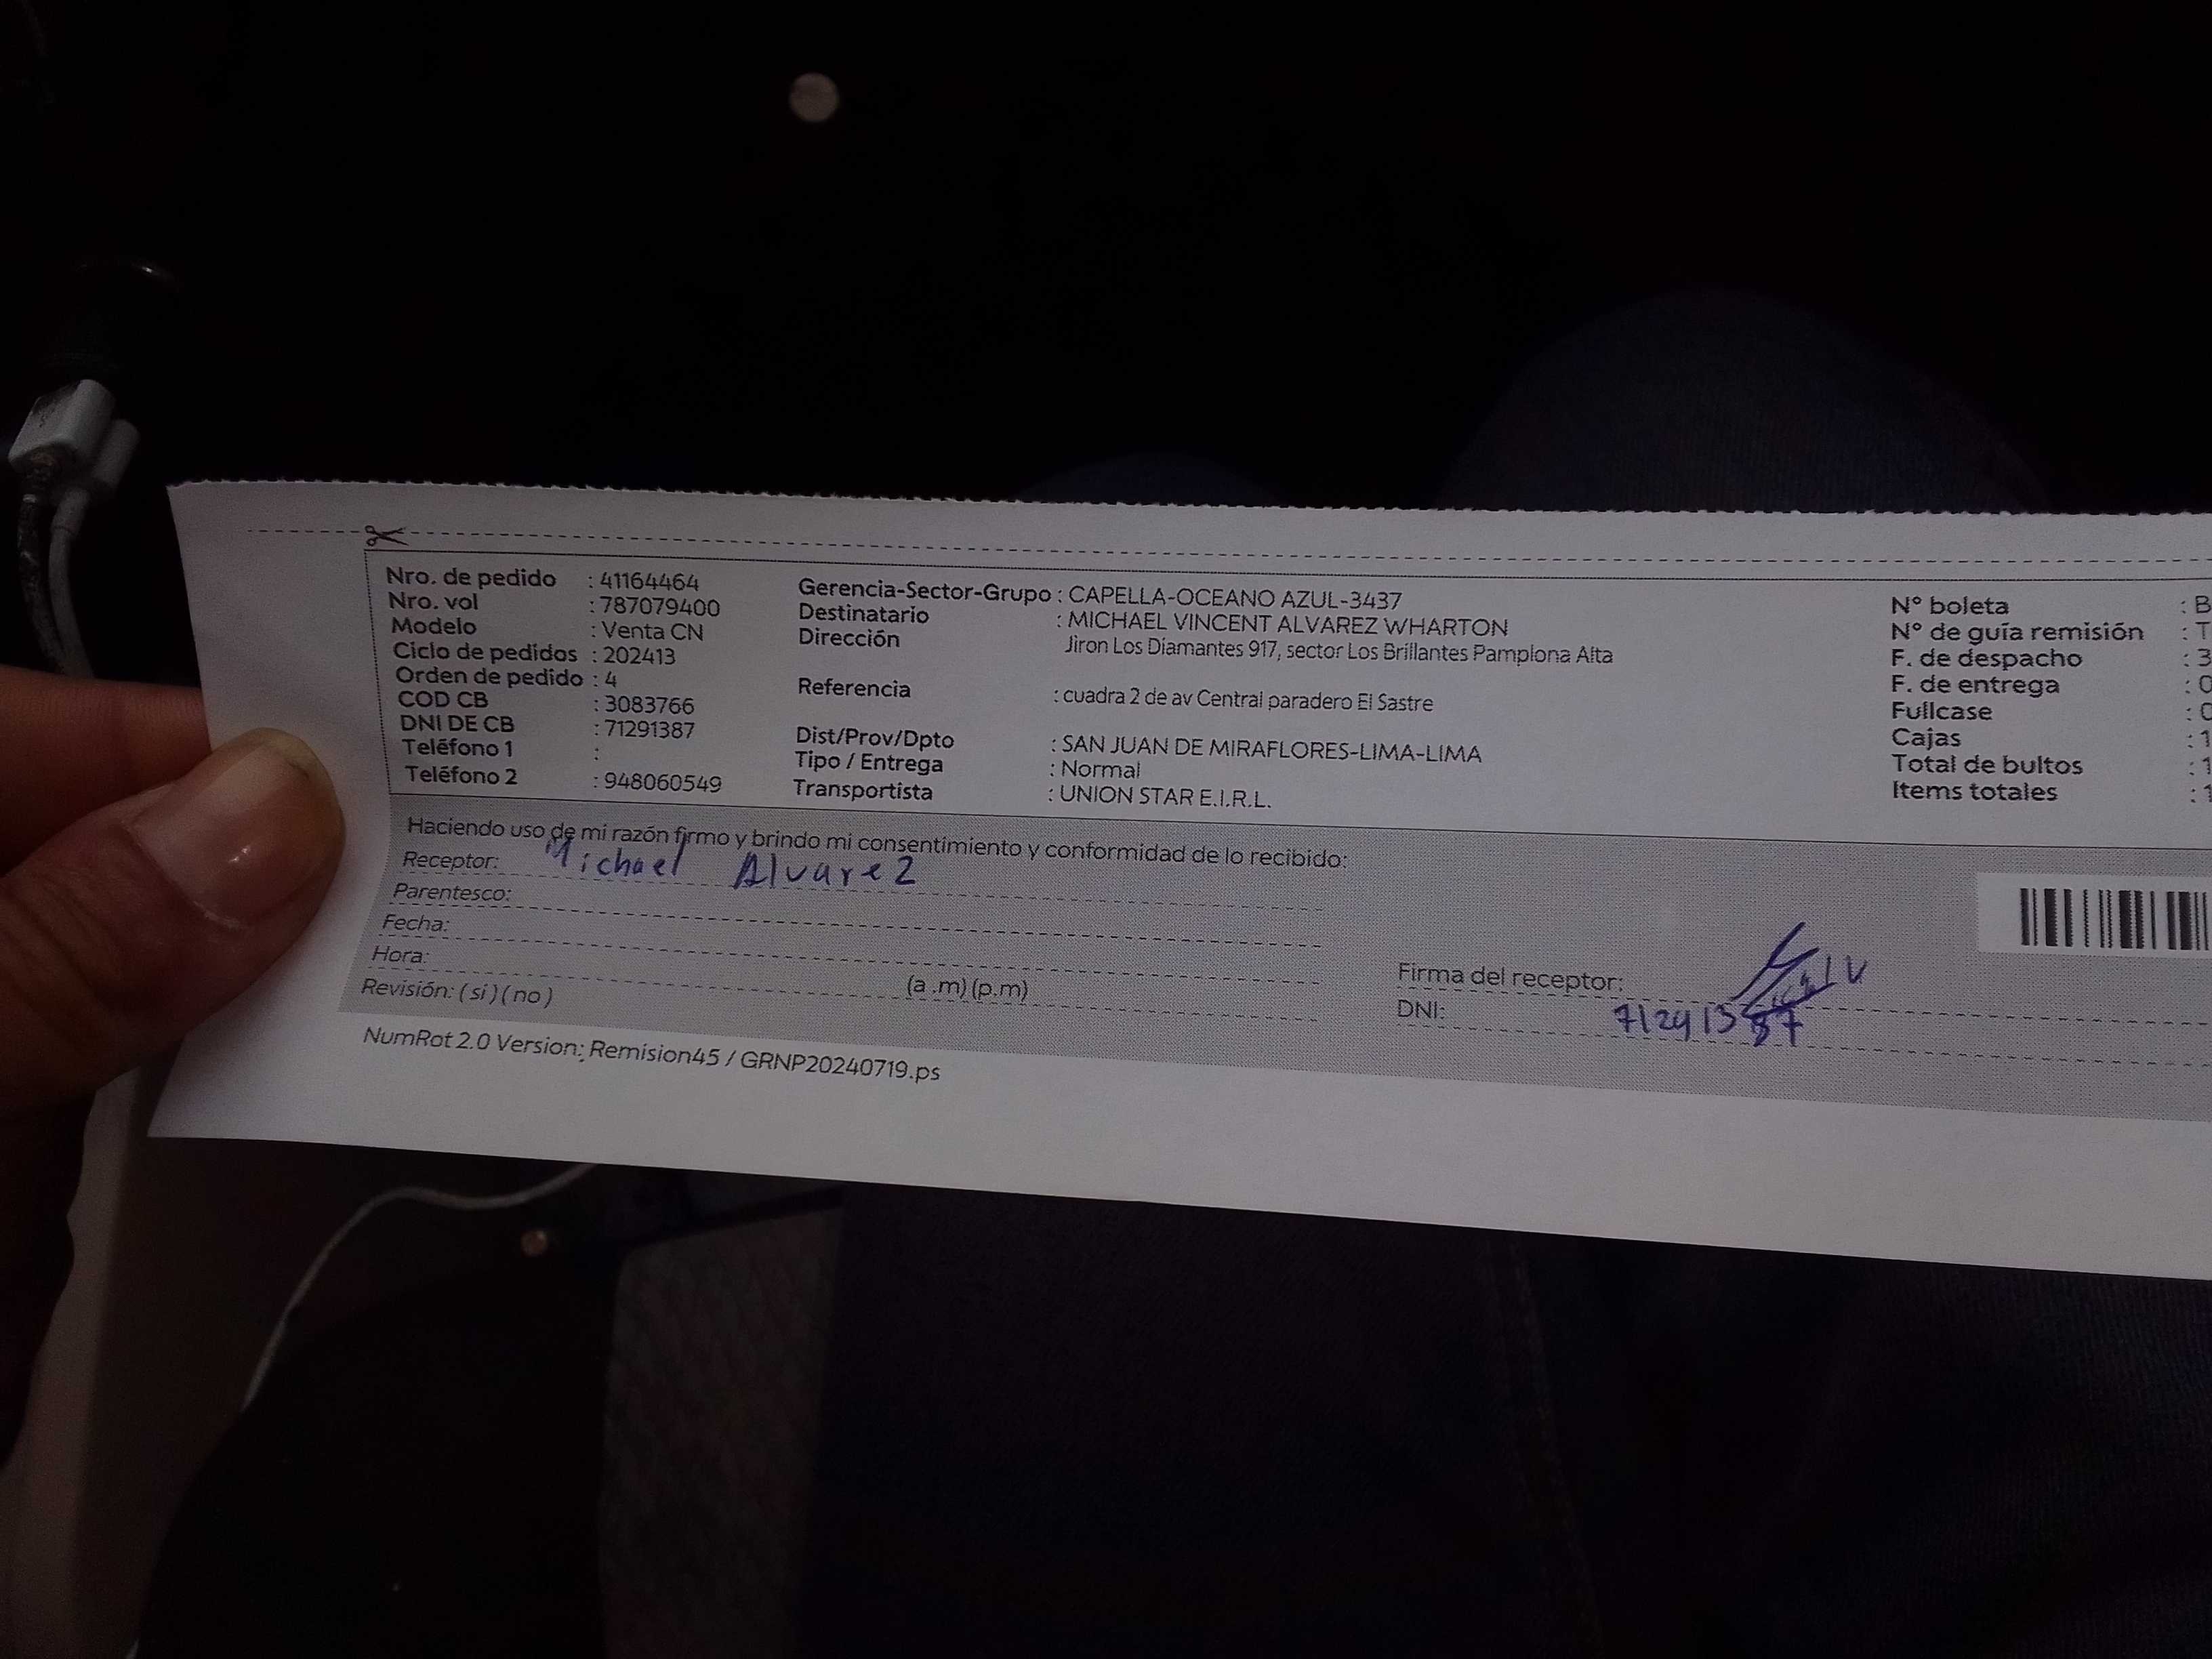 Nro. de pedido : 41164464
Nro. vol : 787079400
Modelo : Venta CN
Ciclo de pedidos : 202413
Orden de pedido : 4
COD CB : 3083766
DNI DE CB : 71291387
Teléfono 1 :
Teléfono 2 : 948060549
Gerencia-Sector-Grupo : CAPELLA-OCEANO AZUL-3437
Destinatario : MICHAEL VINCENT ALVAREZ WHARTON
Dirección Jiron Los Diamantes 917, sector Los Brillantes Pamplona Alta
Referencia : cuadra 2 de av Central paradero El Sastre
Dist/Prov/Dpto : SAN JUAN DE MIRAFLORES-LIMA-LIMA
Tipo / Entrega : Normal
Transportista : UNION STAR E.I.R.L.
N° boleta : B
N° de guía remisión : T
F. de despacho : 3
F. de entrega : 0
Fullcase : 0
Cajas : 1
Total de bultos : 1
Items totales : 1
Haciendo uso de mi razón firmo y brindo mi consentimiento y conformidad de lo recibido:
Receptor: Michael Alvarez
Parentesco:
Fecha:
Hora: (a .m) (p.m)
Revisión: ( si ) ( no )
Firma del receptor:
DNI: 71291387
NumRot 2.0 Version; Remision45 / GRNP20240719.ps